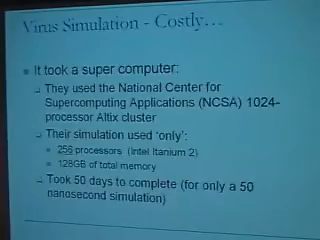 Virus Simulation - Costly...
It took a super computer:
They used the National Center for
Supercomputing Applications (NCSA) 1024-
processor Altix cluster
Their simulation used 'only':
256 processors (Intel Itanium 2)
128GB of total memory
Took 50 days to complete (for only a 50
nanosecond simulation)